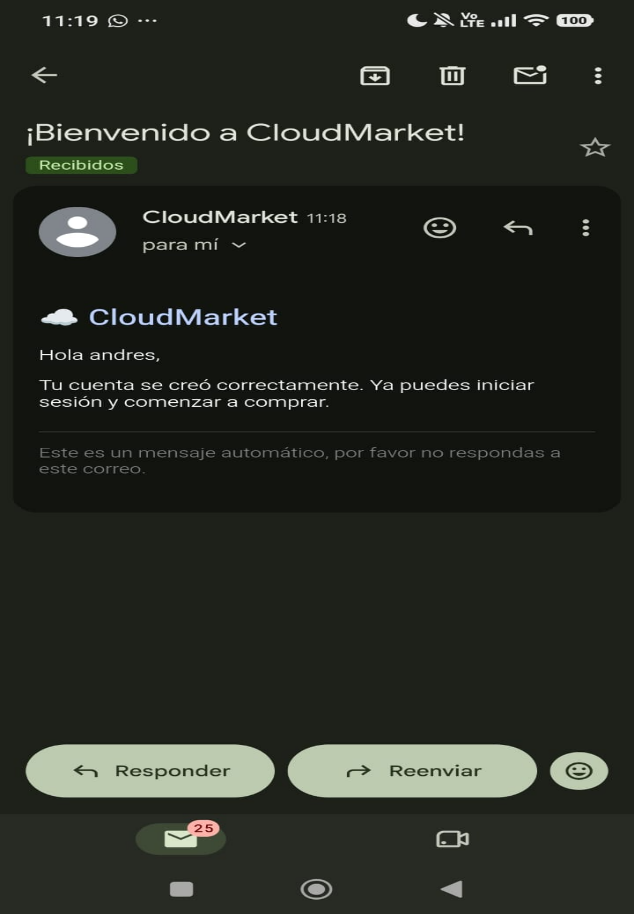 11:19
Vo
LTE
100
¡Bienvenido a CloudMarket!
Recibidos
CloudMarket 11:18
para mí
CloudMarket
Hola andres,
Tu cuenta se creó correctamente. Ya puedes iniciar
sesión y comenzar a comprar.
Este es un mensaje automático, por favor no respondas a
este correo.
Responder
Reenviar
25